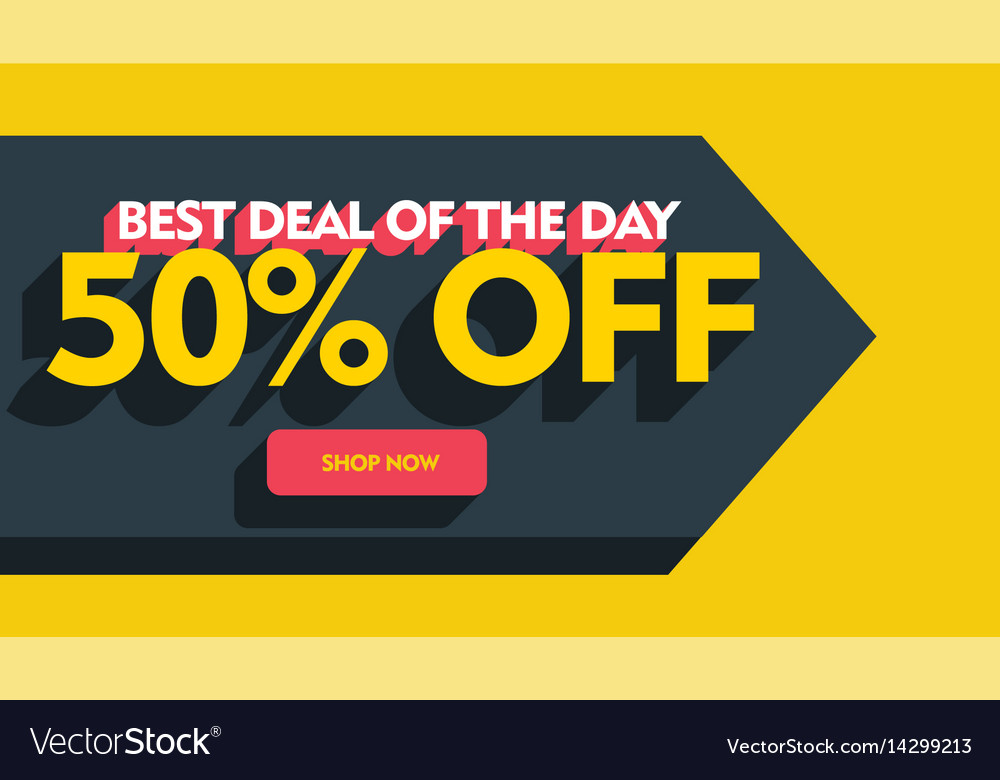 BEST DEAL OF THE DAY
50% OFF
SHOP NOW
VectorStock®
VectorStock.com/14299213